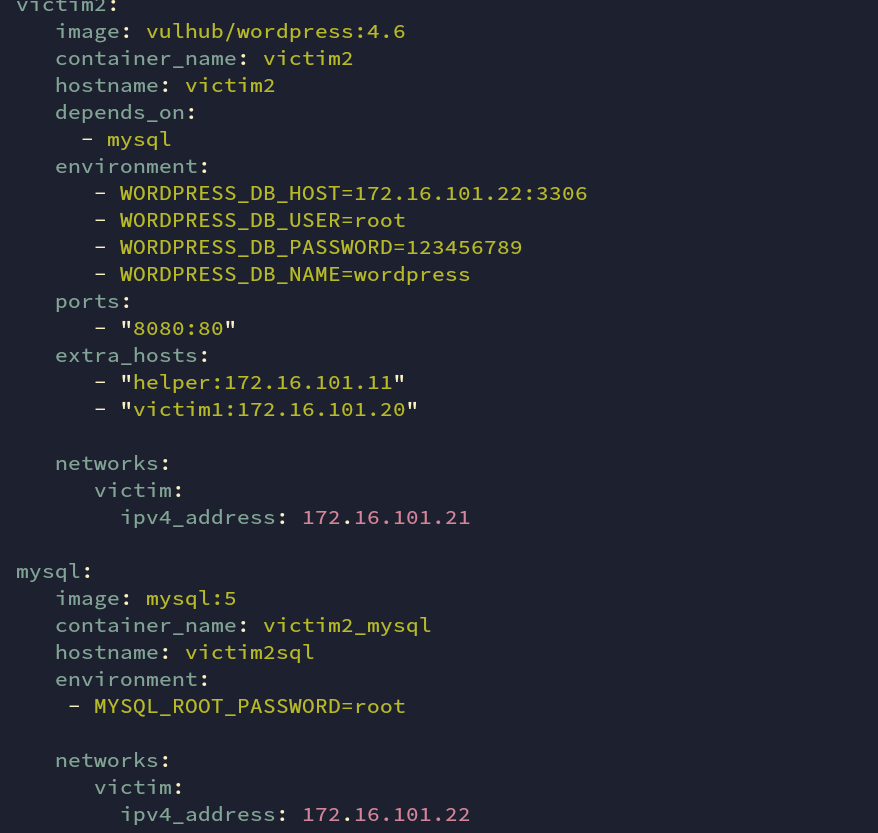 victim2:
image: vulhub/wordpress:4.6
container_name: victim2
hostname: victim2
depends_on:
- mysql
environment:
- WORDPRESS_DB_HOST=172.16.101.22:3306
- WORDPRESS_DB_USER=root
- WORDPRESS_DB_PASSWORD=123456789
- WORDPRESS_DB_NAME=wordpress
ports:
- "8080:80"
extra_hosts:
- "helper:172.16.101.11"
- "victim1:172.16.101.20"
networks:
victim:
ipv4_address: 172.16.101.21
mysql:
image: mysql:5
container_name: victim2_mysql
hostname: victim2sql
environment:
- MYSQL_ROOT_PASSWORD=root
networks:
victim:
ipv4_address: 172.16.101.22